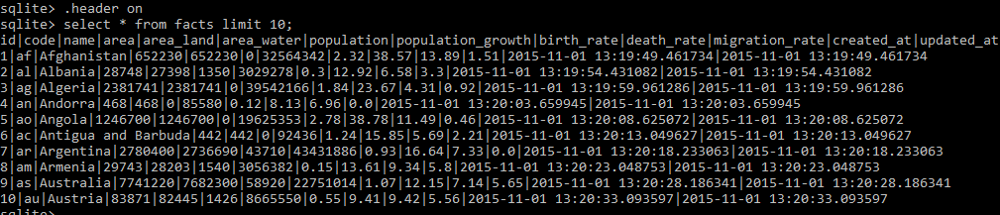 sqlite> .header on
sqlite> select * from facts limit 10;
id|code|name|area|area_land|area_water|population|population_growth|birth_rate|death_rate|migration_rate|created_at|updated_at
1|af|Afghanistan|652230|652230|0|32564342|2.32|38.57|13.89|1.51|2015-11-01 13:19:49.461734|2015-11-01 13:19:49.461734
2|al|Albania|28748|27398|1350|3029278|0.3|12.92|6.58|3.3|2015-11-01 13:19:54.431082|2015-11-01 13:19:54.431082
3|ag|Algeria|2381741|2381741|0|39542166|1.84|23.67|4.31|0.92|2015-11-01 13:19:59.961286|2015-11-01 13:19:59.961286
4|an|Andorra|468|468|0|85580|0.12|8.13|6.96|0.0|2015-11-01 13:20:03.659945|2015-11-01 13:20:03.659945
5|ao|Angola|1246700|1246700|0|19625353|2.78|38.78|11.49|0.46|2015-11-01 13:20:08.625072|2015-11-01 13:20:08.625072
6|ac|Antigua and Barbuda|442|442|0|92436|1.24|15.85|5.69|2.21|2015-11-01 13:20:13.049627|2015-11-01 13:20:13.049627
7|ar|Argentina|2780400|2736690|43710|43431886|0.93|16.64|7.33|0.0|2015-11-01 13:20:18.233063|2015-11-01 13:20:18.233063
8|am|Armenia|29743|28203|1540|3056382|0.15|13.61|9.34|5.8|2015-11-01 13:20:23.048753|2015-11-01 13:20:23.048753
9|as|Australia|7741220|7682300|58920|22751014|1.07|12.15|7.14|5.65|2015-11-01 13:20:28.186341|2015-11-01 13:20:28.186341
10|au|Austria|83871|82445|1426|8665550|0.55|9.41|9.42|5.56|2015-11-01 13:20:33.093597|2015-11-01 13:20:33.093597
sqlite>